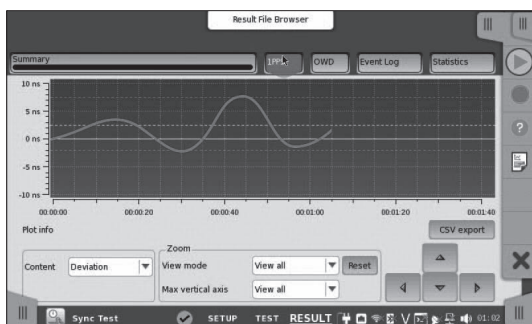 Result File Browser
Summary 1PPS OWD Event Log Statistics
10 ns
5 ns
0 ns
-5 ns
-10 ns
00:00:00 00:00:20 00:00:40 00:01:00 00:01:20 00:01:40
Plot info CSV export
Zoom
Content Deviation View mode View all Reset
Max vertical axis View all
Sync Test SETUP TEST RESULT 01:02